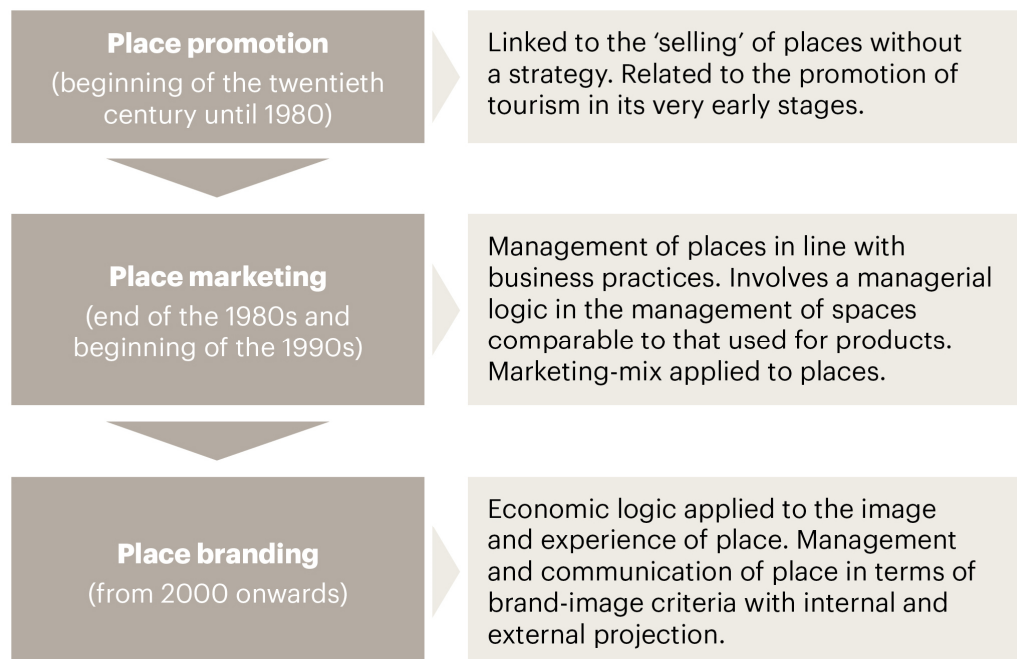 Place promotion
(beginning of the twentieth
century until 1980)
Linked to the ‘selling’ of places without
a strategy. Related to the promotion of
tourism in its very early stages.
Place marketing
(end of the 1980s and
beginning of the 1990s)
Management of places in line with
business practices. Involves a managerial
logic in the management of spaces
comparable to that used for products.
Marketing-mix applied to places.
Place branding
(from 2000 onwards)
Economic logic applied to the image
and experience of place. Management
and communication of place in terms of
brand-image criteria with internal and
external projection.